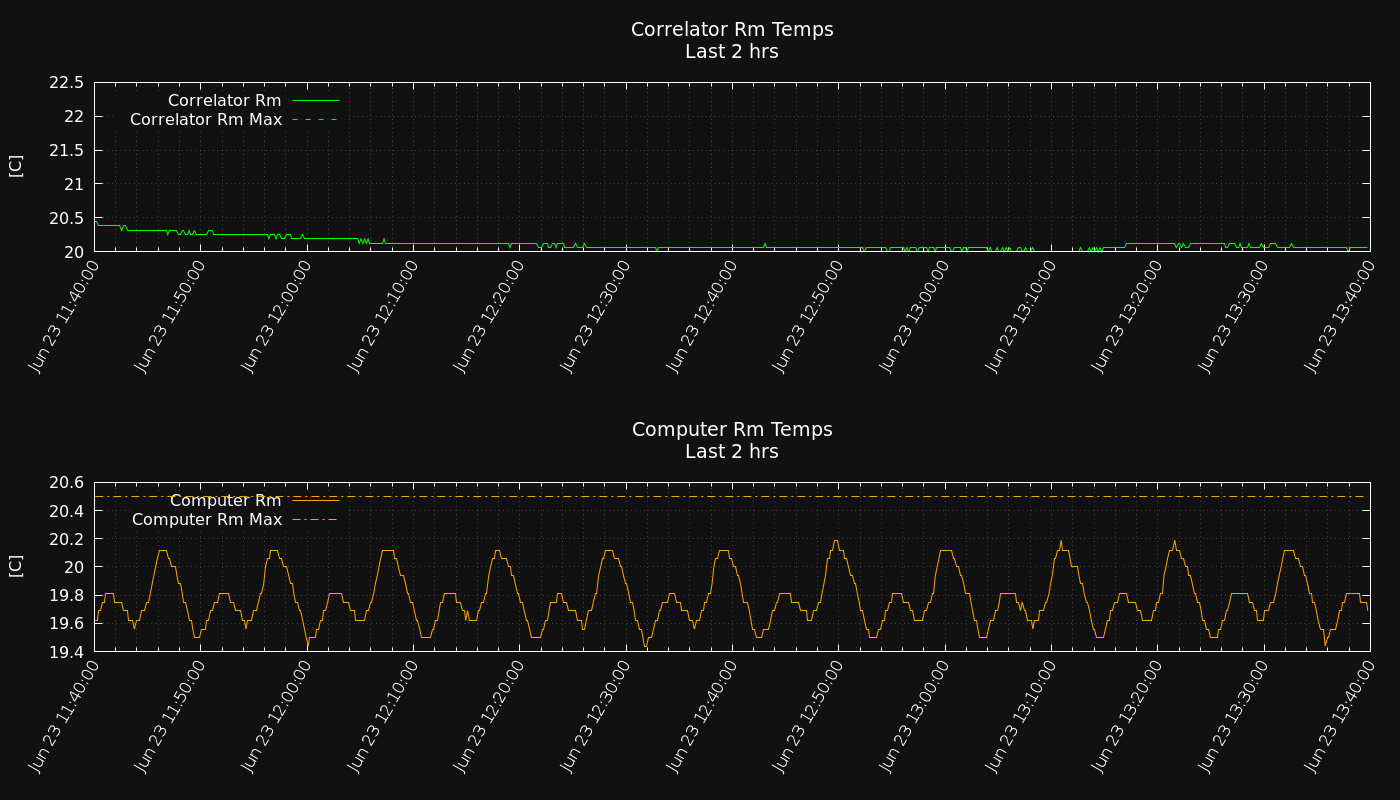 Correlator Rm Temps
Last 2 hrs
[C]
22.5
22
21.5
21
20.5
20
Correlator Rm
Correlator Rm Max
Jun 23 11:40:00
Jun 23 11:50:00
Jun 23 12:00:00
Jun 23 12:10:00
Jun 23 12:20:00
Jun 23 12:30:00
Jun 23 12:40:00
Jun 23 12:50:00
Jun 23 13:00:00
Jun 23 13:10:00
Jun 23 13:20:00
Jun 23 13:30:00
Jun 23 13:40:00
Computer Rm Temps
Last 2 hrs
[C]
20.6
20.4
20.2
20
19.8
19.6
19.4
Computer Rm
Computer Rm Max
Jun 23 11:40:00
Jun 23 11:50:00
Jun 23 12:00:00
Jun 23 12:10:00
Jun 23 12:20:00
Jun 23 12:30:00
Jun 23 12:40:00
Jun 23 12:50:00
Jun 23 13:00:00
Jun 23 13:10:00
Jun 23 13:20:00
Jun 23 13:30:00
Jun 23 13:40:00